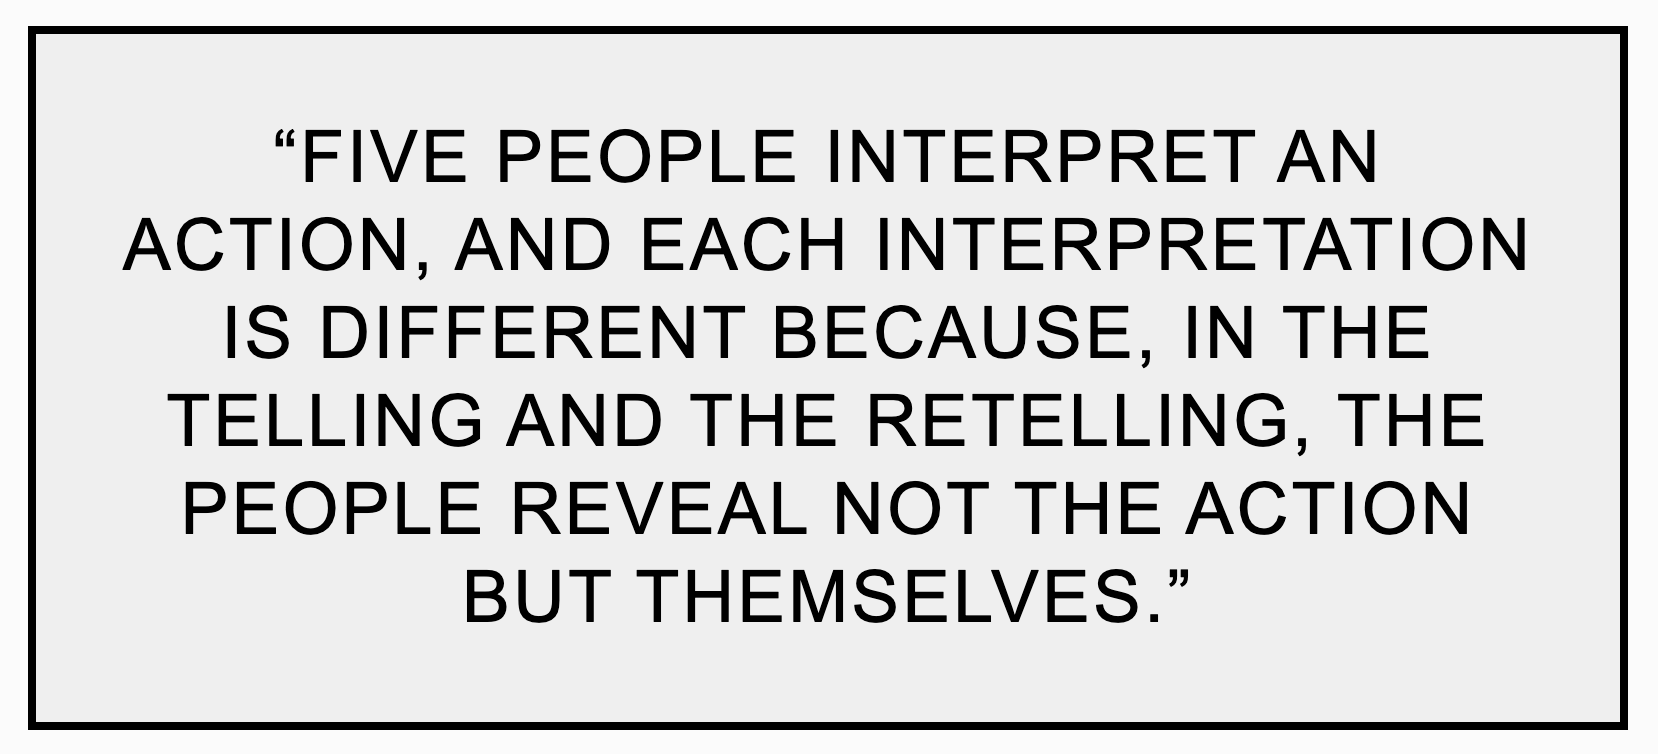 “FIVE PEOPLE INTERPRET AN
ACTION, AND EACH INTERPRETATION
IS DIFFERENT BECAUSE, IN THE
TELLING AND THE RETELLING, THE
PEOPLE REVEAL NOT THE ACTION
BUT THEMSELVES.”